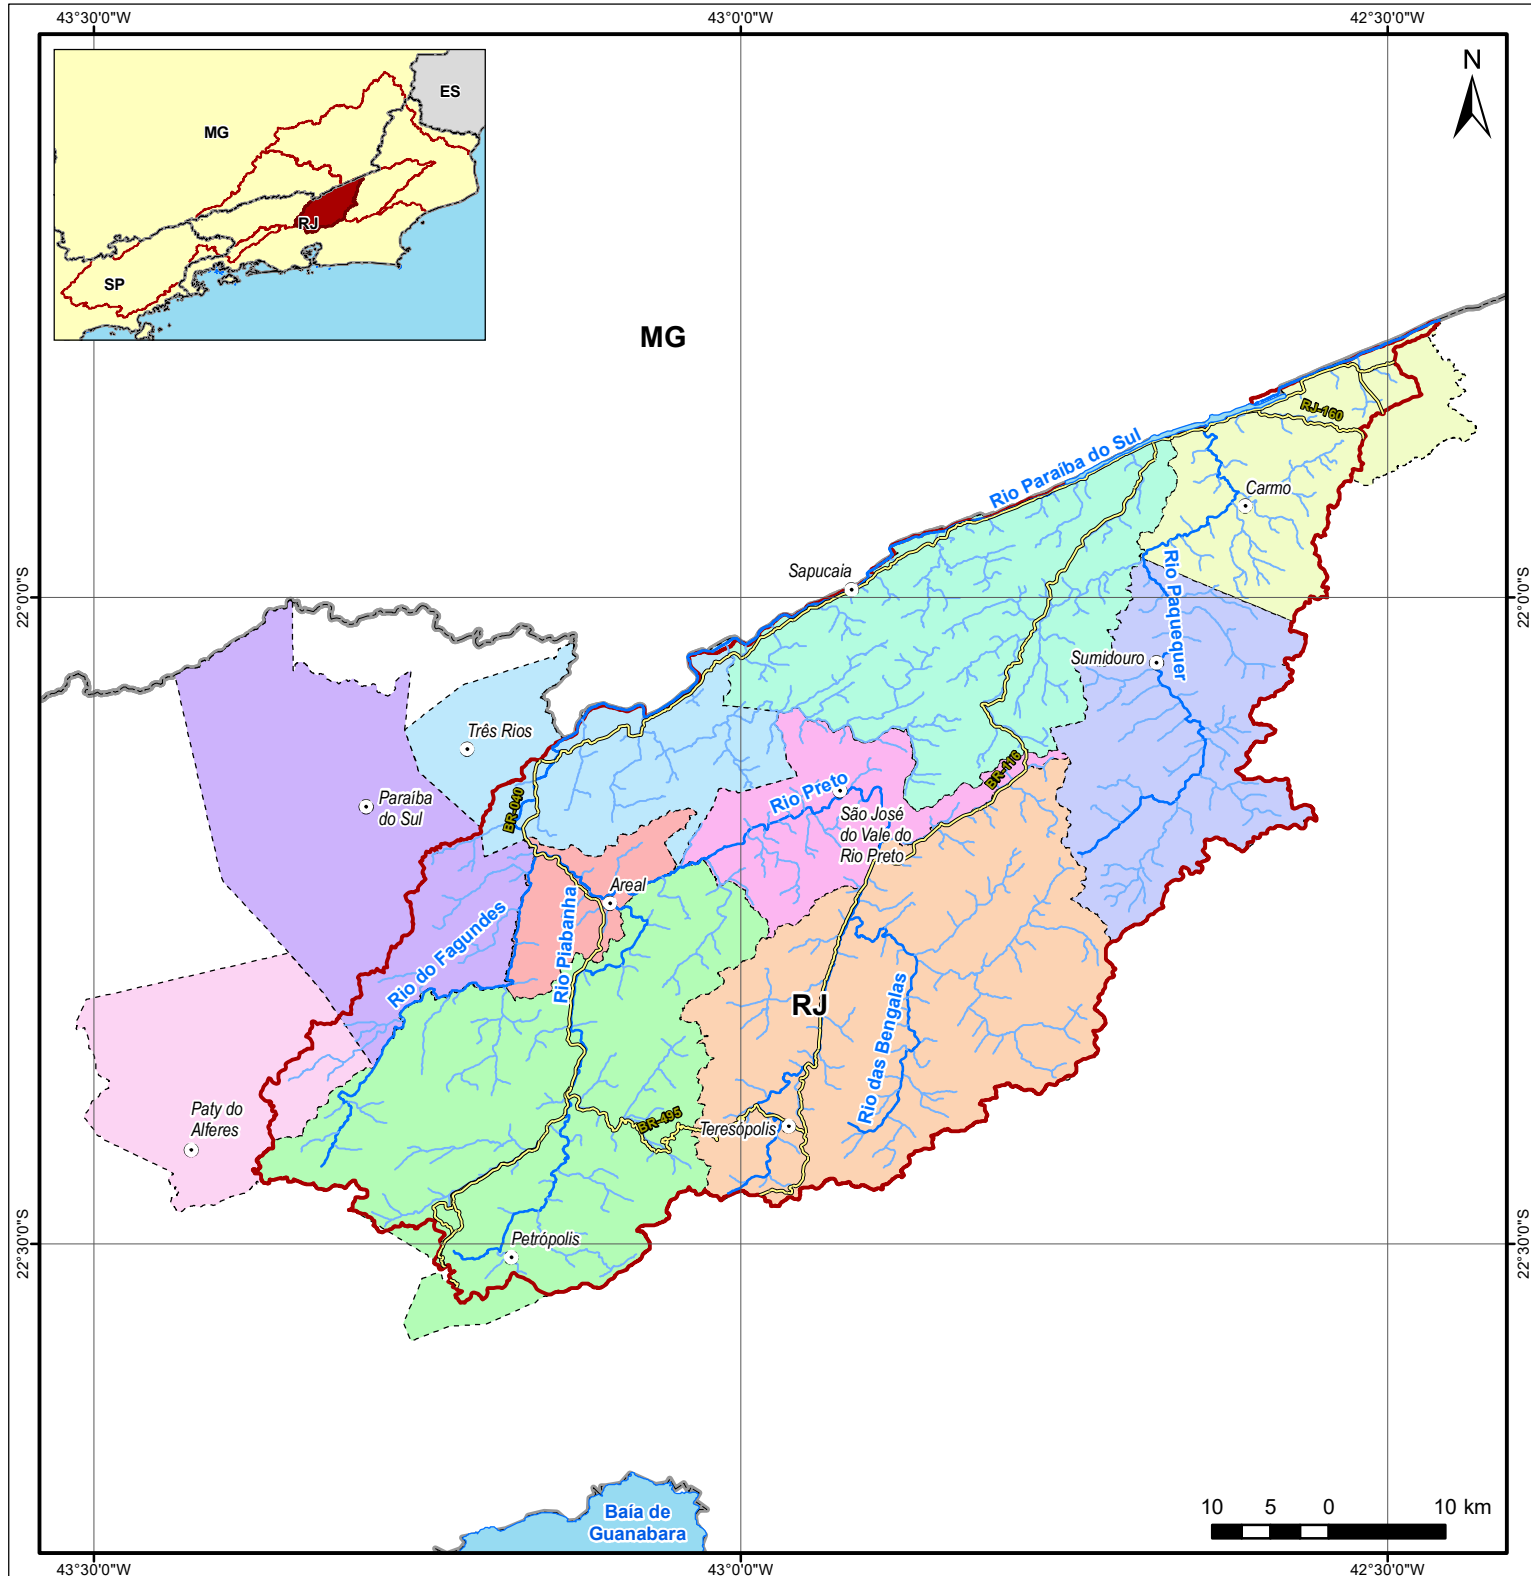 43°30'0"W
43°0'0"W
42°30'0"W
N
ES
MG
RJ
SP
MG
RJ-160
Rio Paraíba do Sul
Carmo
Sapucaia
22°0'0"S
22°0'0"S
Rio Paquequer
Sumidouro
Três Rios
BR-116
Rio Preto
Paraíba
do Sul
BR-040
São José
do Vale do
Rio Preto
Areal
Rio do Fagundes
Rio Piabanha
RJ
Rio das Bengalas
Paty do
Alferes
BR-495
Teresópolis
Petrópolis
22°30'0"S
22°30'0"S
Baía de
Guanabara
10 5 0 10 km
43°30'0"W
43°0'0"W
42°30'0"W